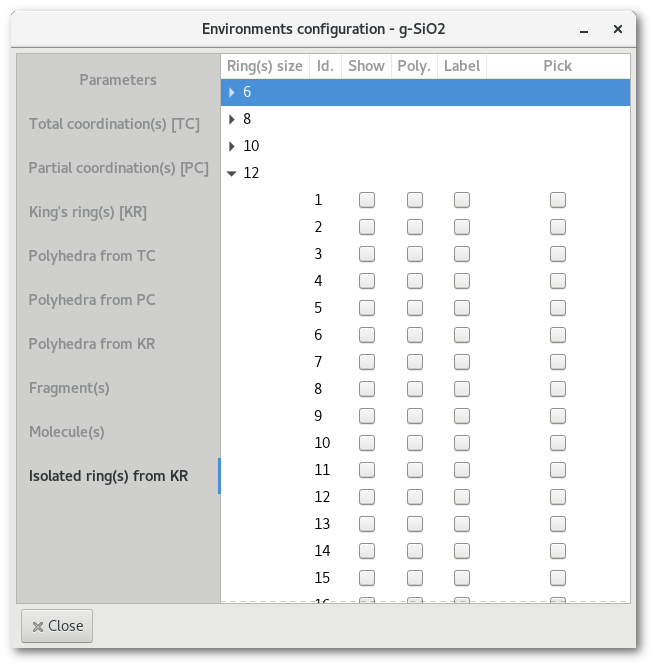 Environments configuration - g-SiO2
Parameters
Total coordination(s) [TC]
Partial coordination(s) [PC]
King's ring(s) [KR]
Polyhedra from TC
Polyhedra from PC
Polyhedra from KR
Fragment(s)
Molecule(s)
Isolated ring(s) from KR
Ring(s) size Id. Show Poly. Label Pick
6
8
10
12
1
2
3
4
5
6
7
8
9
10
11
12
13
14
15
16
Close